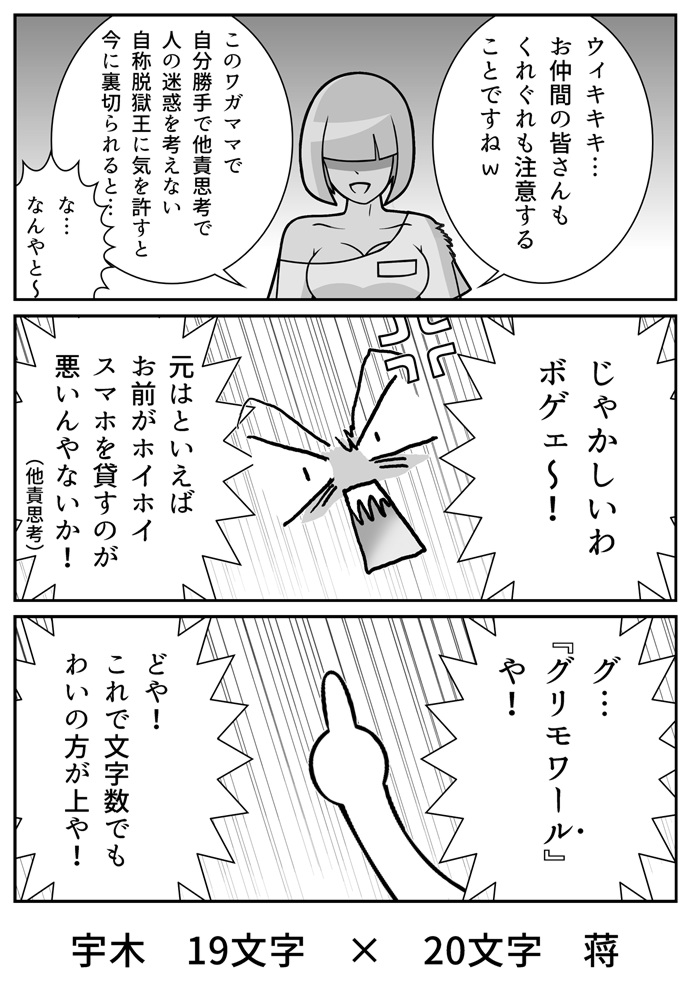 ウィキキキ…
お仲間の皆さんも
くれぐれも注意する
ことですねw
このワガママで
自分勝手で他責思考で
人の迷惑を考えない
自称脱獄王に気を許すと
今に裏切られると…
な…
なんやと～
じゃかしいわ
ボゲェ～！
元はといえば
お前がホイホイ
スマホを貸すのが
悪いんやないか！
（他責思考）
グ…
『グリモワール』
や！
どや！
これで文字数でも
わいの方が上や！
宇木　19文字　×　20文字　蒋